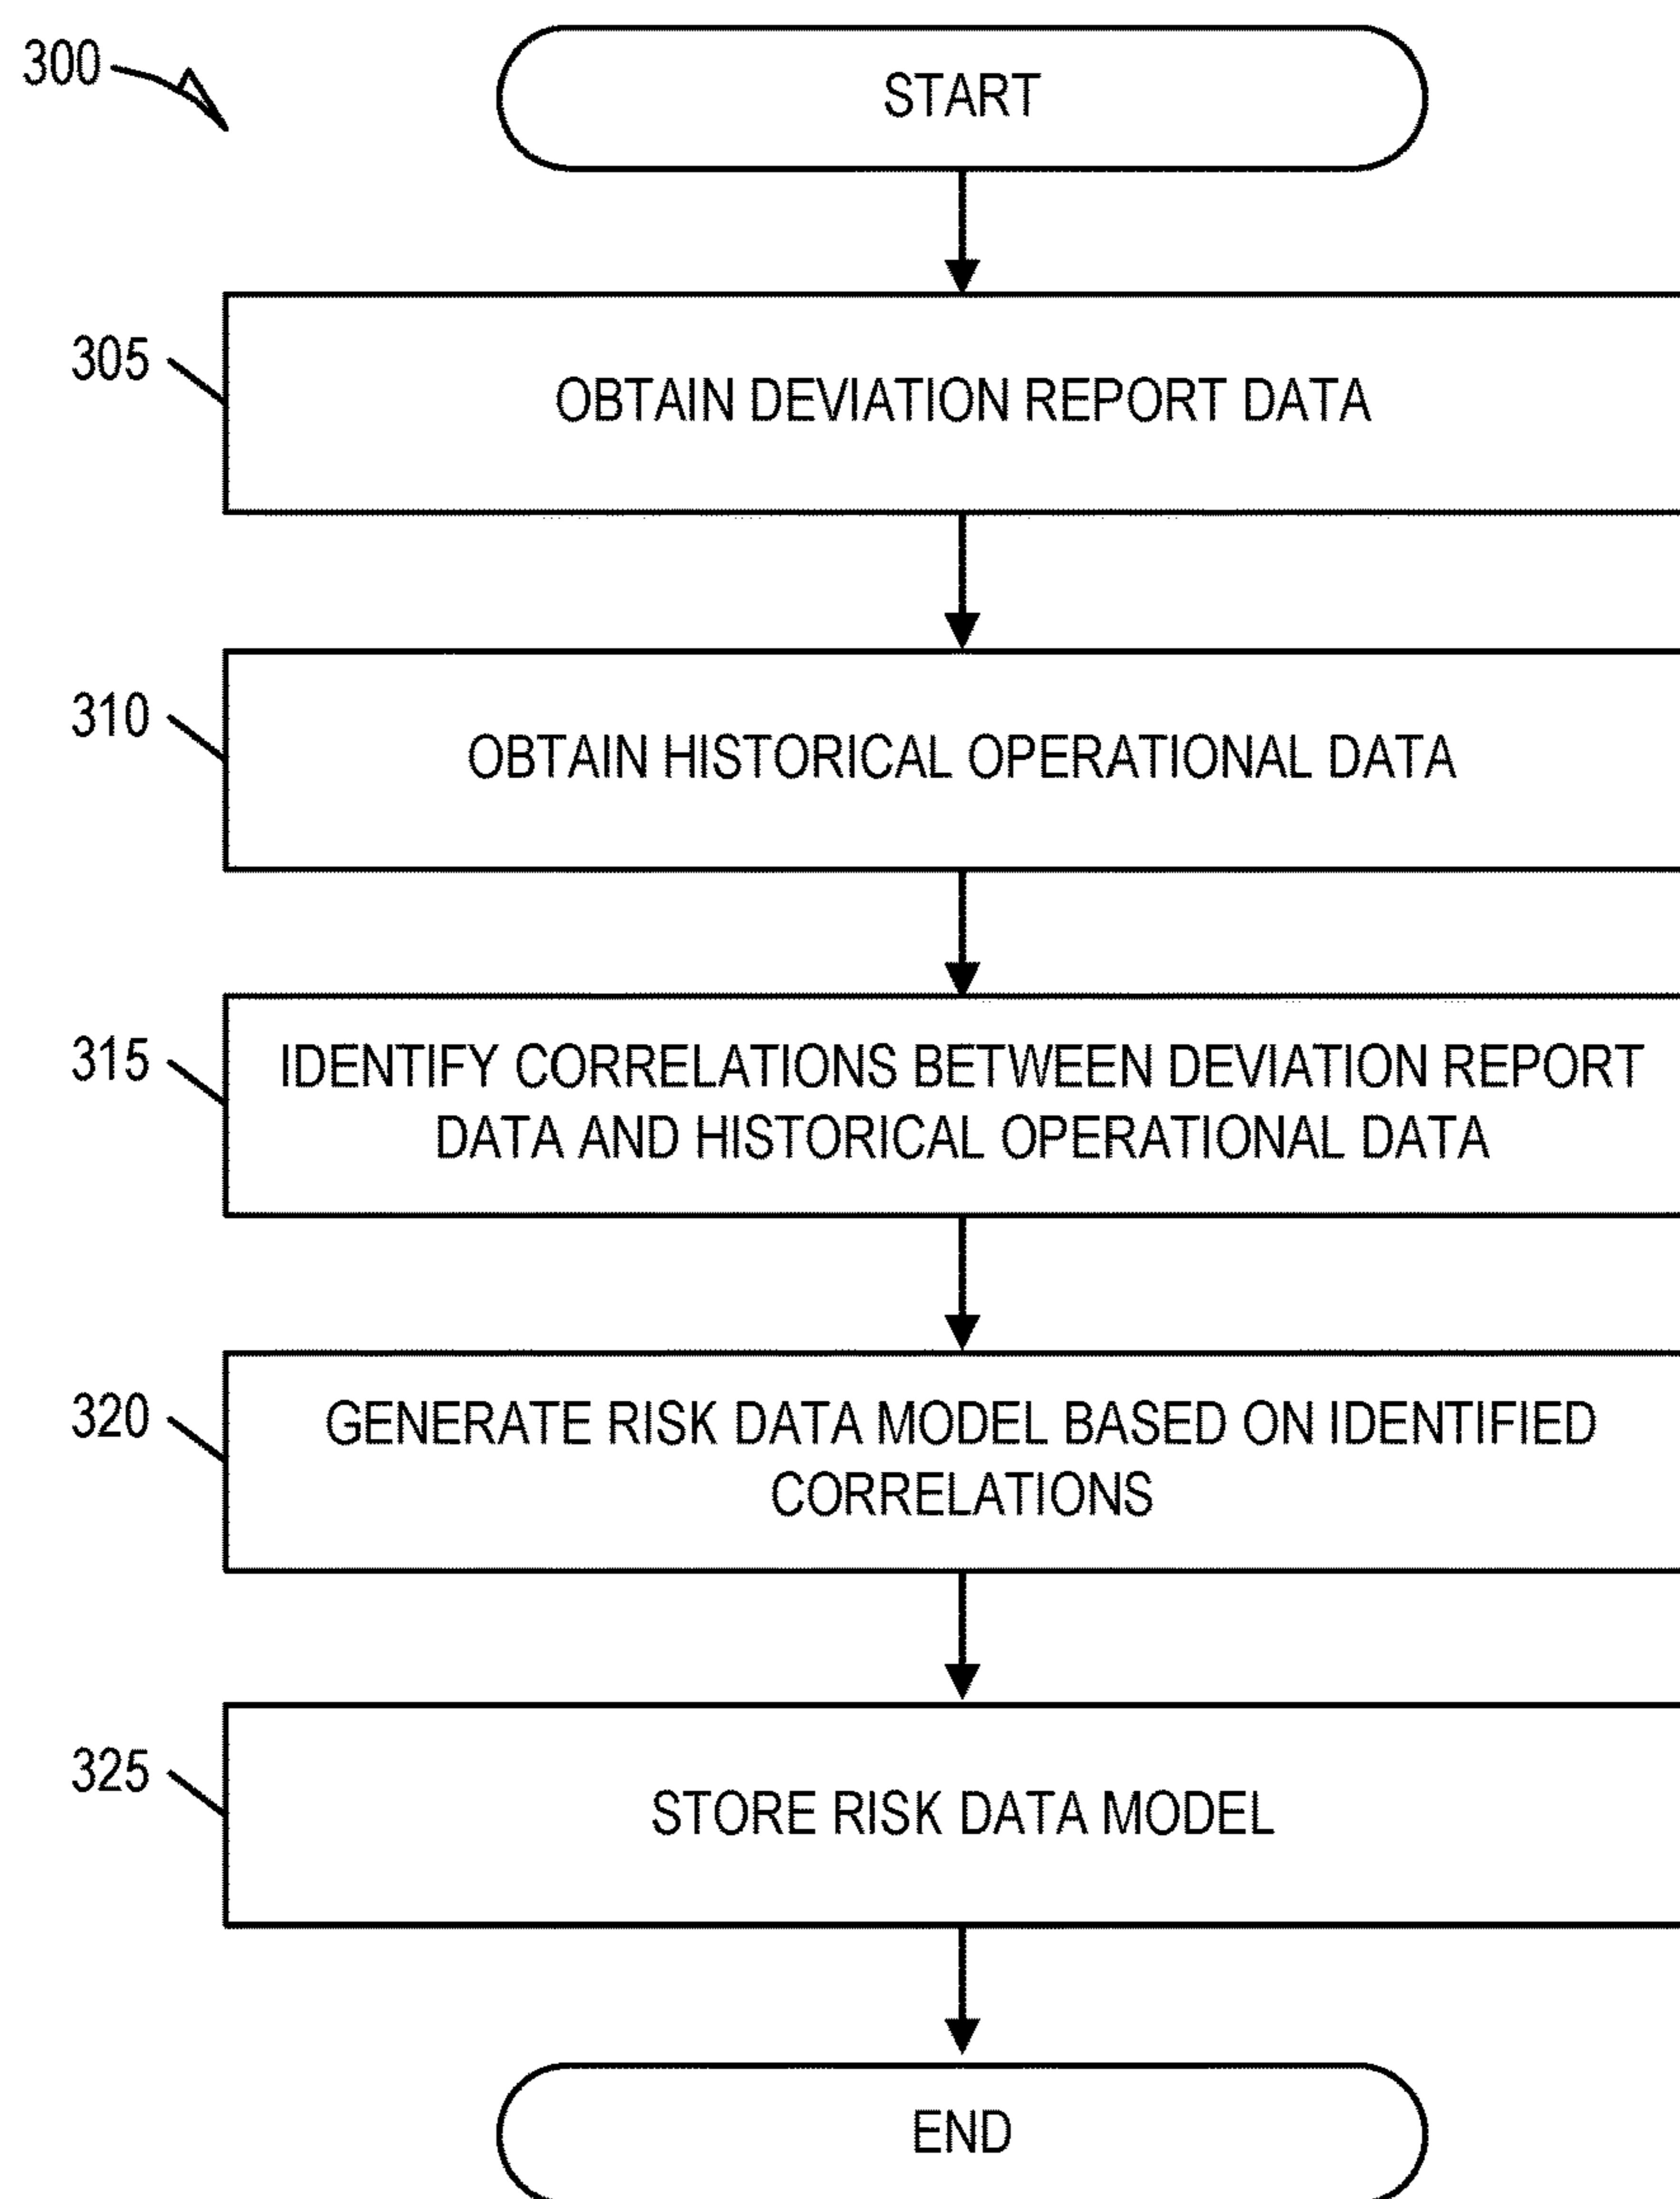 300
START
305
OBTAIN DEVIATION REPORT DATA
310
OBTAIN HISTORICAL OPERATIONAL DATA
315
IDENTIFY CORRELATIONS BETWEEN DEVIATION REPORT
DATA AND HISTORICAL OPERATIONAL DATA
320
GENERATE RISK DATA MODEL BASED ON IDENTIFIED
CORRELATIONS
325
STORE RISK DATA MODEL
END